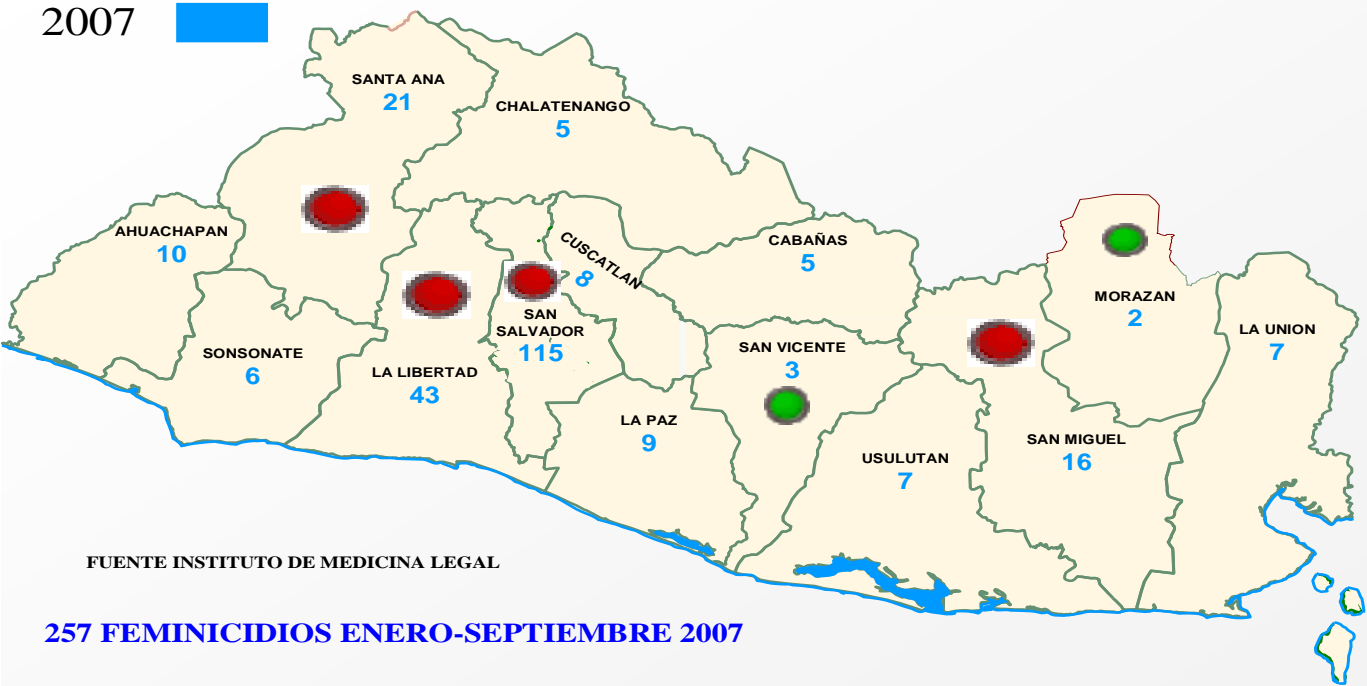 2007
SANTA ANA
21
CHALATENANGO
5
AHUACHAPAN
10
CUSCATLAN
8
CABAÑAS
5
MORAZAN
2
LA UNION
7
SAN
SALVADOR
115
SONSONATE
6
LA LIBERTAD
43
SAN VICENTE
3
LA PAZ
9
USULUTAN
7
SAN MIGUEL
16
FUENTE INSTITUTO DE MEDICINA LEGAL
257 FEMINICIDIOS ENERO-SEPTIEMBRE 2007